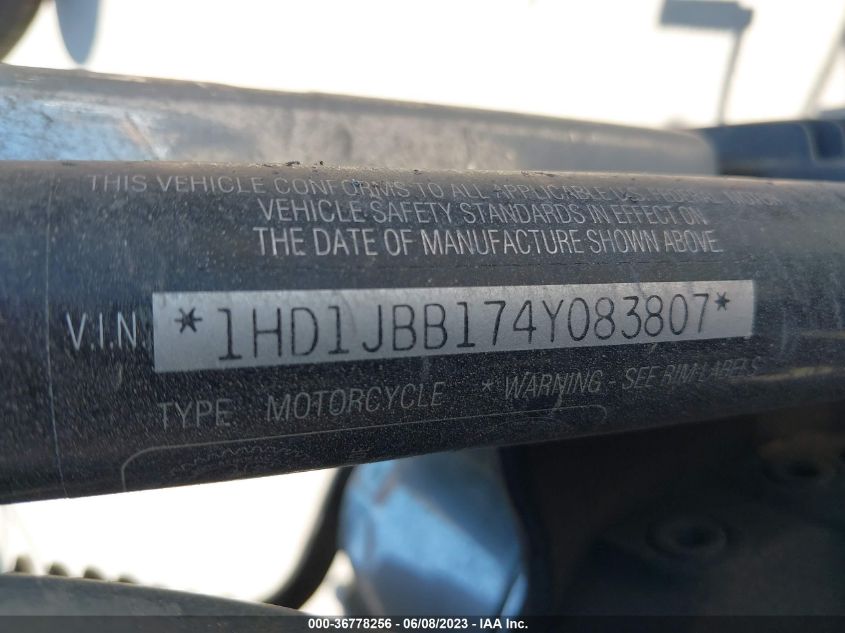 THIS VEHICLE CONFORMS TO ALL APPLICABLE U.S. FEDERAL MOTOR
VEHICLE SAFETY STANDARDS IN EFFECT ON
THE DATE OF MANUFACTURE SHOWN ABOVE.
V.I.N. *1HD1JBB174Y083807*
TYPE MOTORCYCLE *WARNING - SEE RIM LABELS
000-36778256 - 06/08/2023 - IAA Inc.